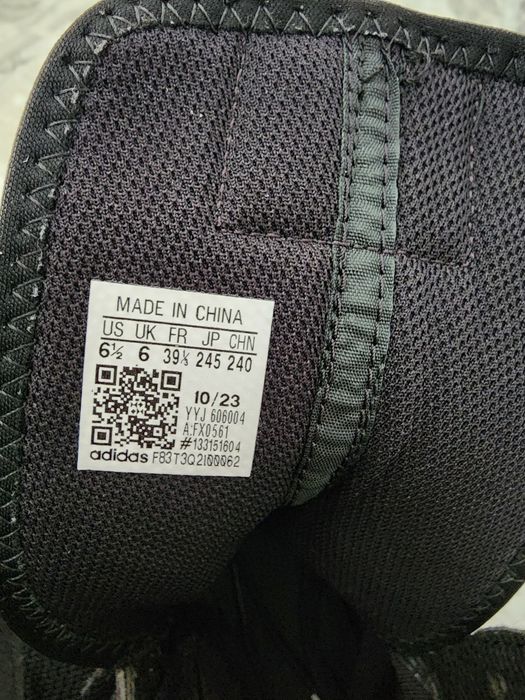 MADE IN CHINA
US UK FR JP CHN
6½ 6 39⅓ 245 240
10/23
YYJ 606004
A:FX0561
#133151604
adidas F83T3Q2I00062